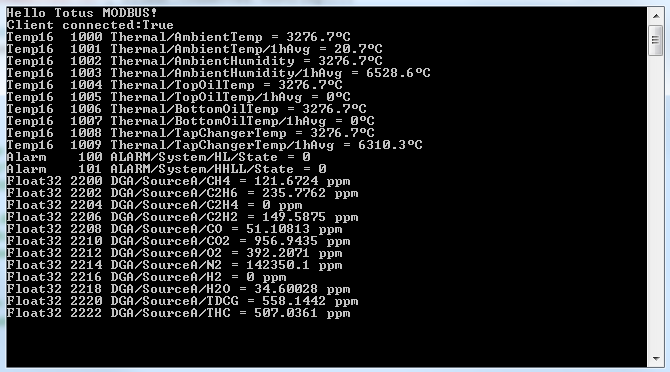 Hello Totus MODBUS!
Client connected:True
Temp16  1000 Thermal/AmbientTemp = 3276.7ºC
Temp16  1001 Thermal/AmbientTemp/1hAvg = 20.7ºC
Temp16  1002 Thermal/AmbientHumidity = 3276.7ºC
Temp16  1003 Thermal/AmbientHumidity/1hAvg = 6528.6ºC
Temp16  1004 Thermal/TopOilTemp = 3276.7ºC
Temp16  1005 Thermal/TopOilTemp/1hAvg = 0ºC
Temp16  1006 Thermal/BottomOilTemp = 3276.7ºC
Temp16  1007 Thermal/BottomOilTemp/1hAvg = 0ºC
Temp16  1008 Thermal/TapChangerTemp = 3276.7ºC
Temp16  1009 Thermal/TapChangerTemp/1hAvg = 6310.3ºC
Alarm    100 ALARM/System/HL/State = 0
Alarm    101 ALARM/System/HHLL/State = 0
Float32 2200 DGA/SourceA/CH4 = 121.6724 ppm
Float32 2202 DGA/SourceA/C2H6 = 235.7762 ppm
Float32 2204 DGA/SourceA/C2H4 = 0 ppm
Float32 2206 DGA/SourceA/C2H2 = 149.5875 ppm
Float32 2208 DGA/SourceA/CO = 51.10813 ppm
Float32 2210 DGA/SourceA/CO2 = 956.9435 ppm
Float32 2212 DGA/SourceA/O2 = 392.2071 ppm
Float32 2214 DGA/SourceA/N2 = 142350.1 ppm
Float32 2216 DGA/SourceA/H2 = 0 ppm
Float32 2218 DGA/SourceA/H2O = 34.60028 ppm
Float32 2220 DGA/SourceA/TDCG = 558.1442 ppm
Float32 2222 DGA/SourceA/THC = 507.0361 ppm